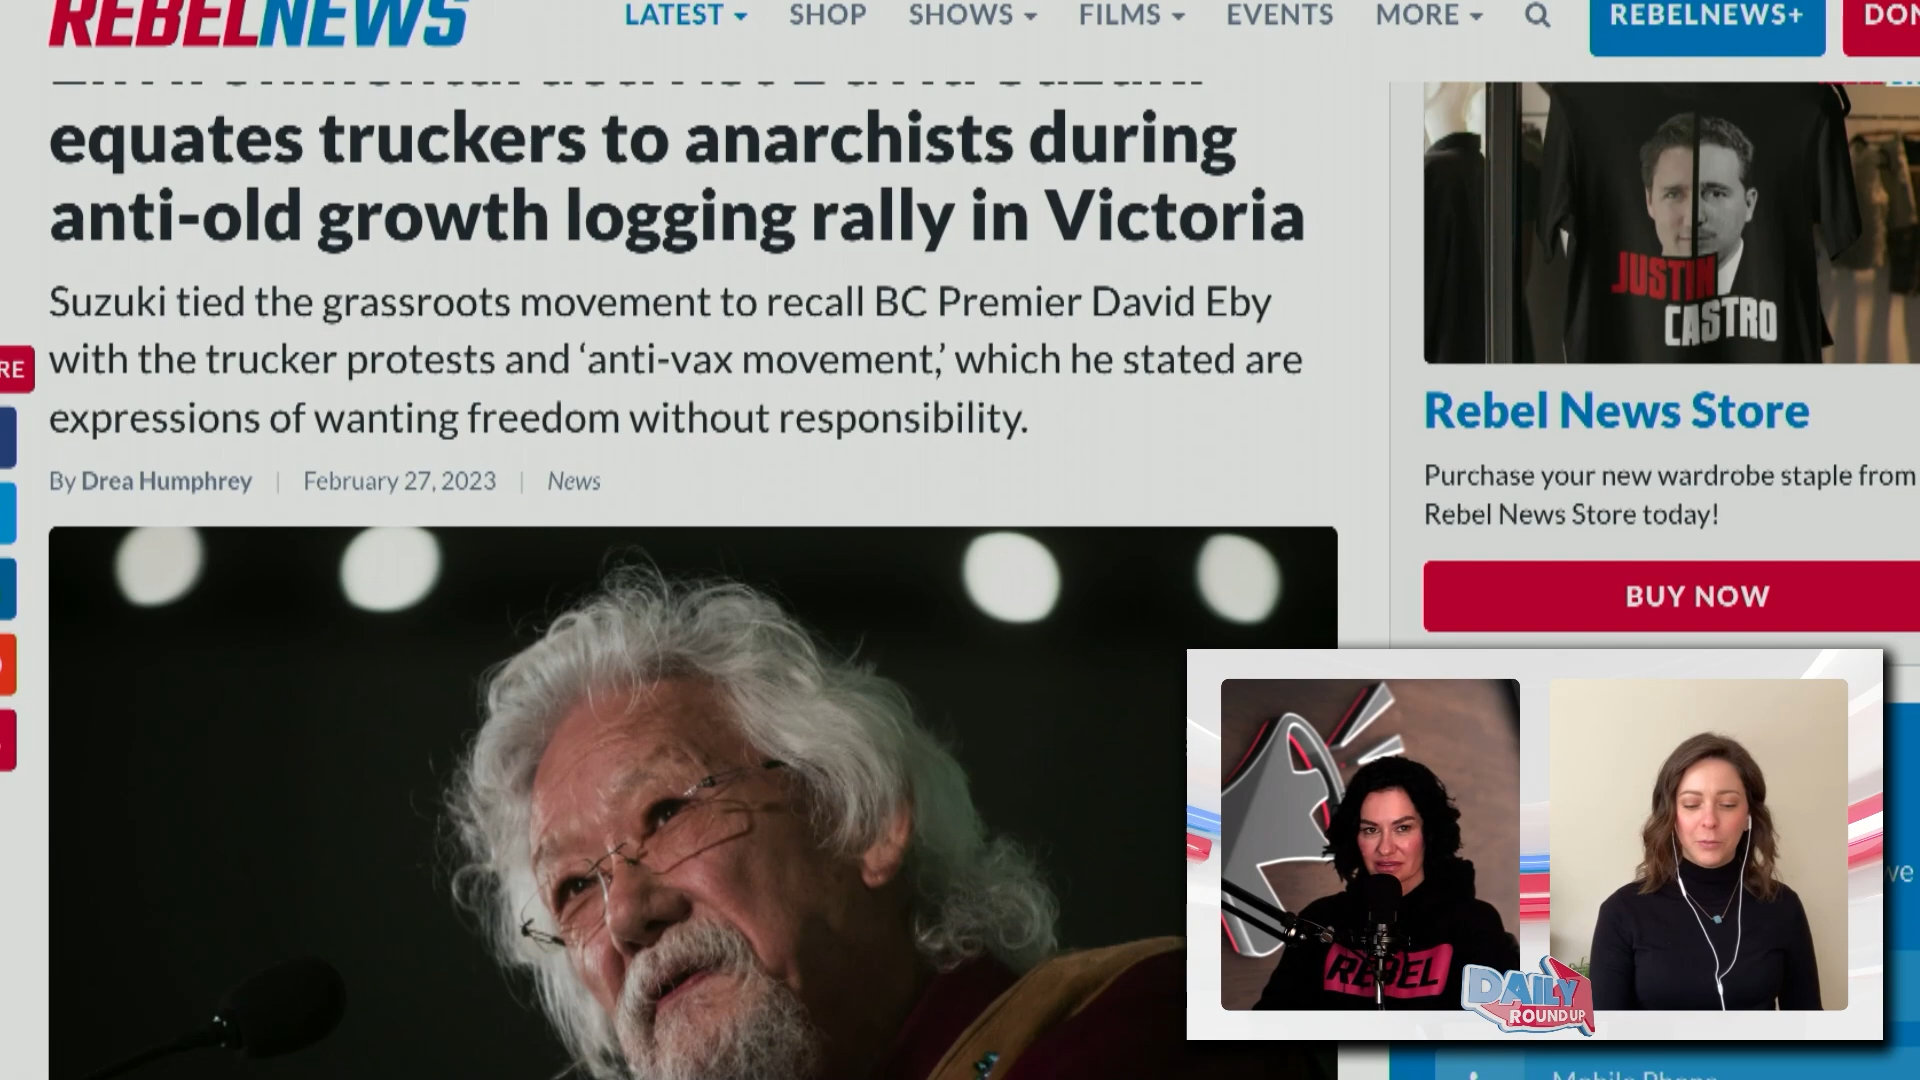 REBELNEWS
LATEST SHOP SHOWS FILMS EVENTS MORE
REBELNEWS+
equates truckers to anarchists during
anti-old growth logging rally in Victoria
Suzuki tied the grassroots movement to recall BC Premier David Eby
with the trucker protests and ‘anti-vax movement,’ which he stated are
expressions of wanting freedom without responsibility.
By Drea Humphrey | February 27, 2023 | News
JUSTIN
CASTRO
Rebel News Store
Purchase your new wardrobe staple from
Rebel News Store today!
BUY NOW
REBEL
DAILY
ROUNDUP